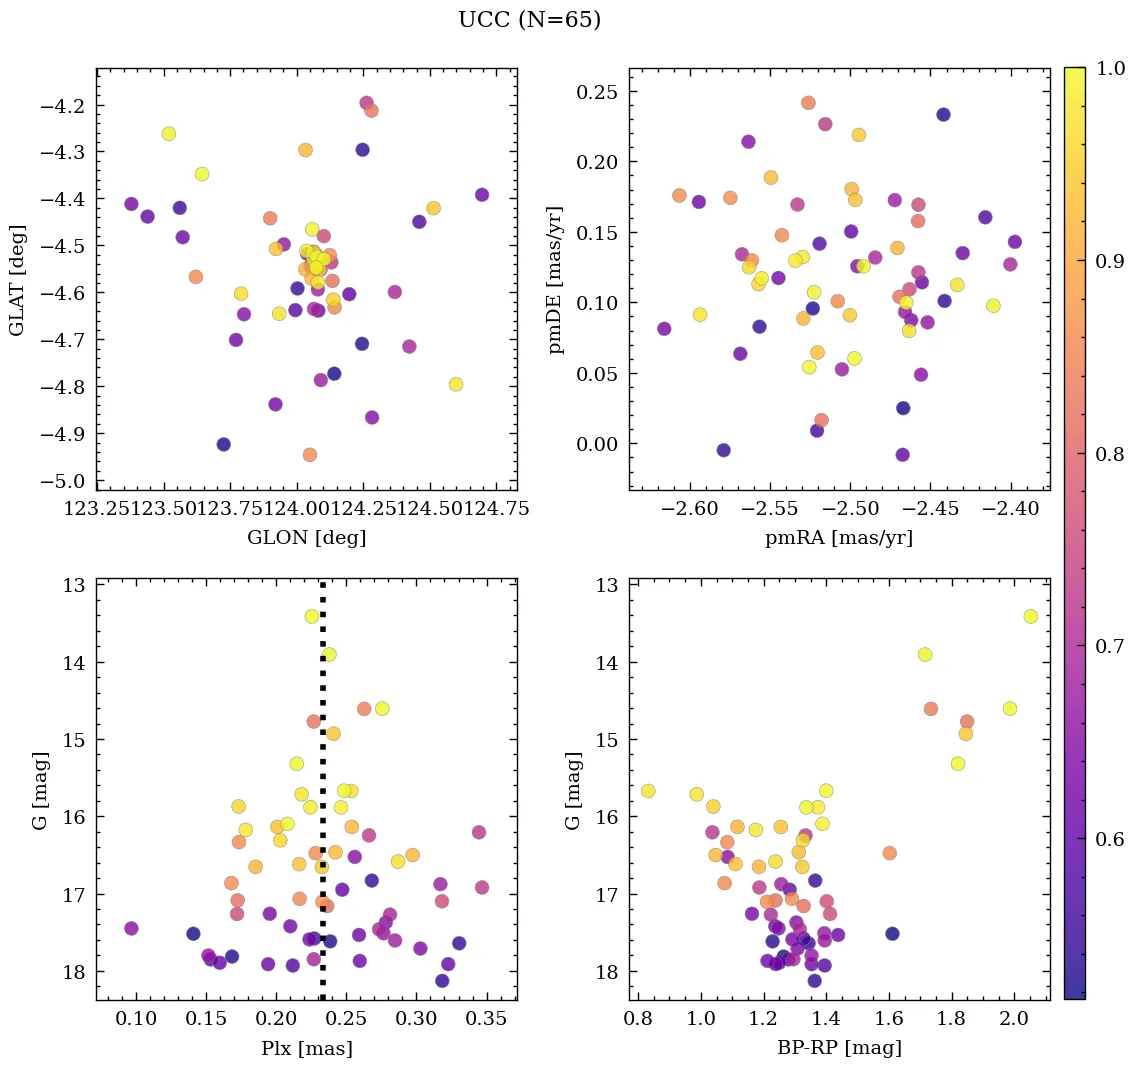 UCC (N=65)
−4.2
−4.3
−4.4
−4.5
−4.6
−4.7
−4.8
−4.9
−5.0
GLAT [deg]
123.25 123.50 123.75 124.00 124.25 124.50 124.75
GLON [deg]
0.25
0.20
0.15
0.10
0.05
0.00
pmDE [mas/yr]
−2.60 −2.55 −2.50 −2.45 −2.40
pmRA [mas/yr]
1.0
0.9
0.8
0.7
0.6
13
14
15
16
17
18
G [mag]
0.10 0.15 0.20 0.25 0.30 0.35
Plx [mas]
13
14
15
16
17
18
G [mag]
0.8 1.0 1.2 1.4 1.6 1.8 2.0
BP-RP [mag]